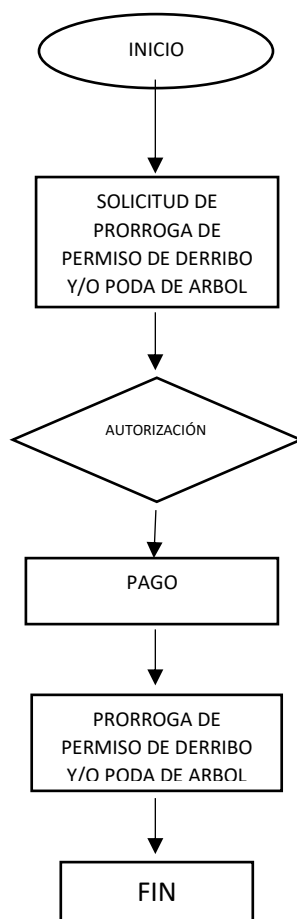 INICIO
SOLICITUD DE
PRORROGA DE
PERMISO DE DERRIBO
Y/O PODA DE ARBOL
AUTORIZACIÓN
PAGO
PRORROGA DE
PERMISO DE DERRIBO
Y/O PODA DE ARBOL
FIN